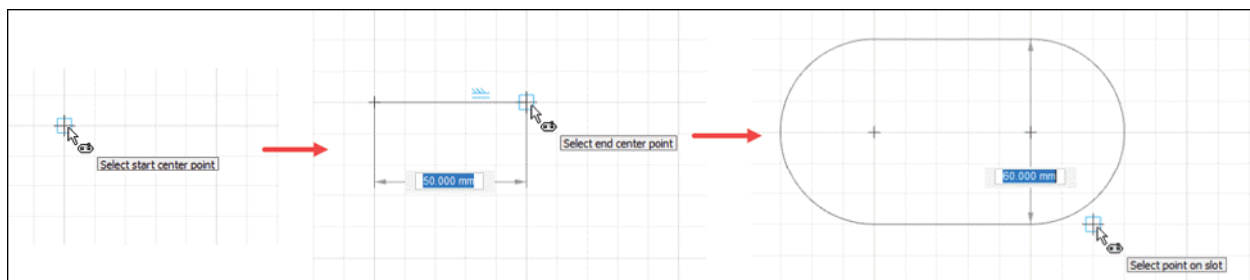 Select start center point
Select end center point
50.000 mm
60.000 mm
Select point on slot